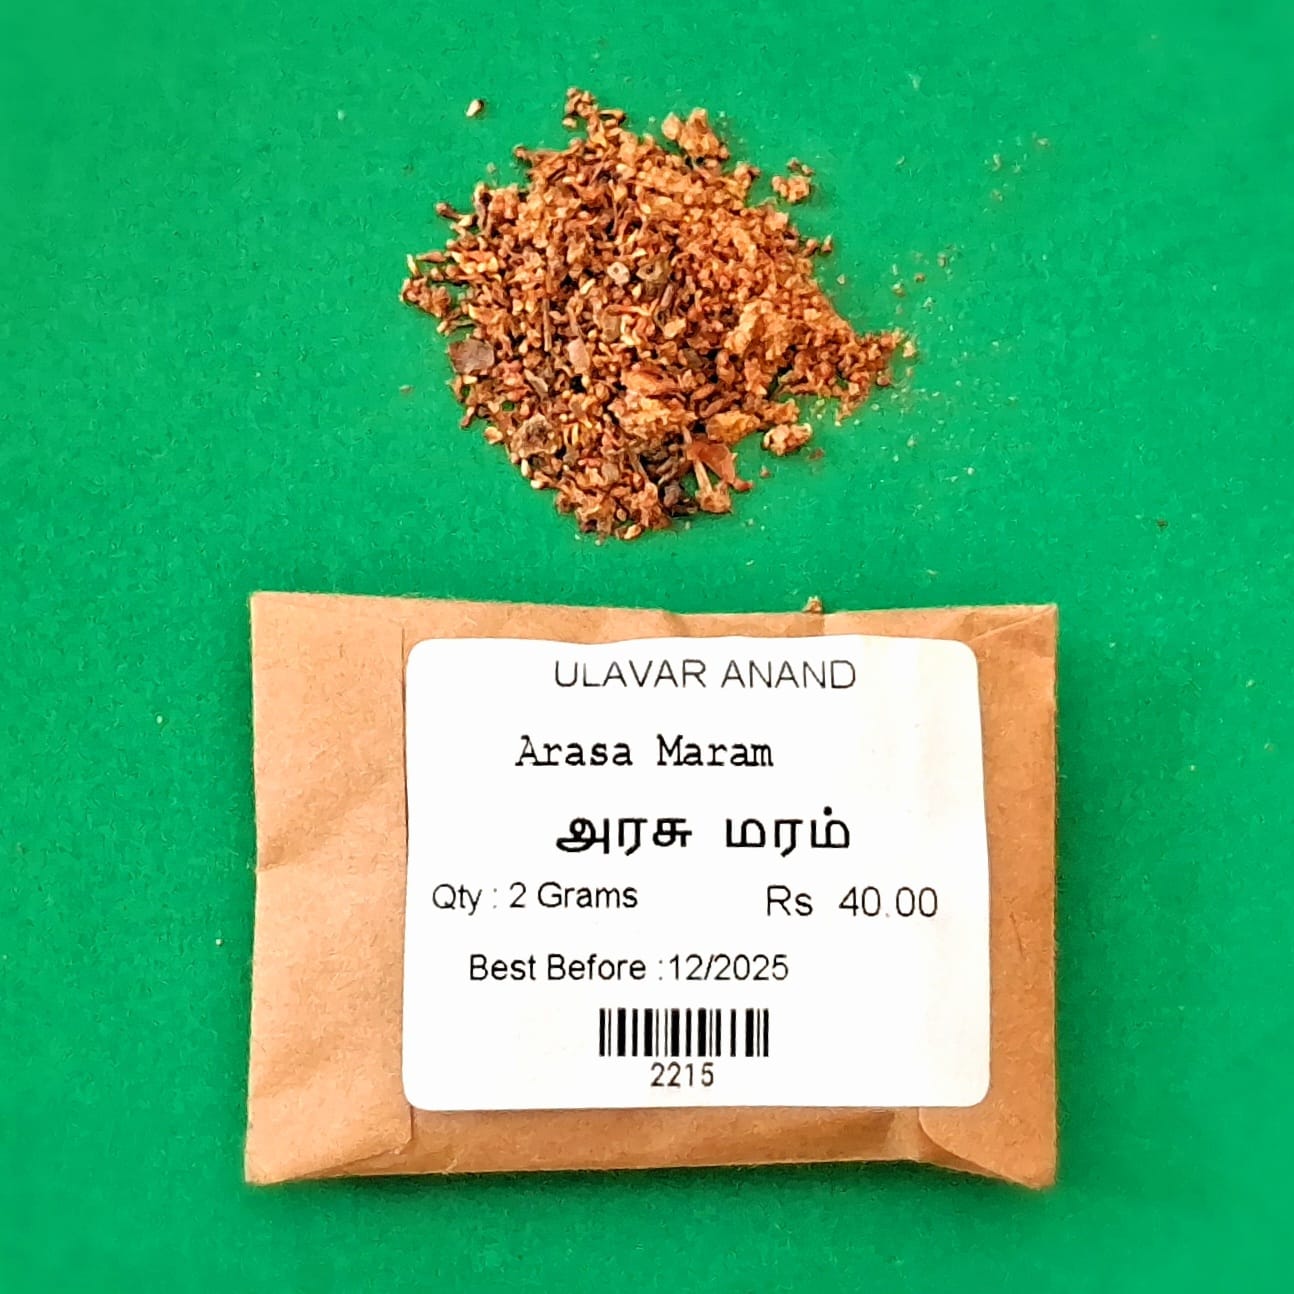 ULAVAR ANAND
Arasa Maram
அரசு மரம்
Qty : 2 Grams Rs 40.00
Best Before :12/2025
2215